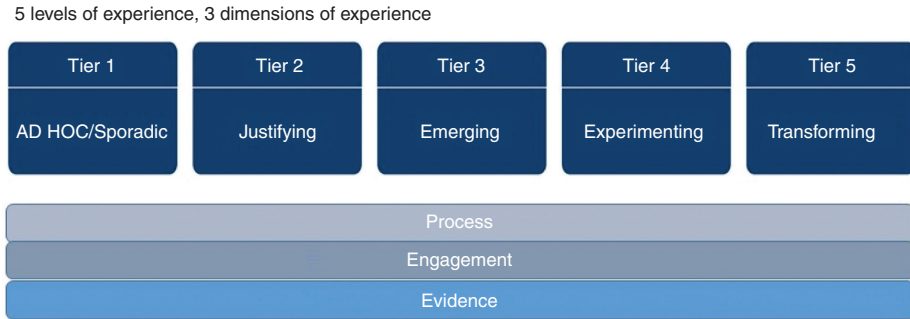 5 levels of experience, 3 dimensions of experience
Tier 1
Tier 2
Tier 3
Tier 4
Tier 5
AD HOC/Sporadic
Justifying
Emerging
Experimenting
Transforming
Process
Engagement
Evidence